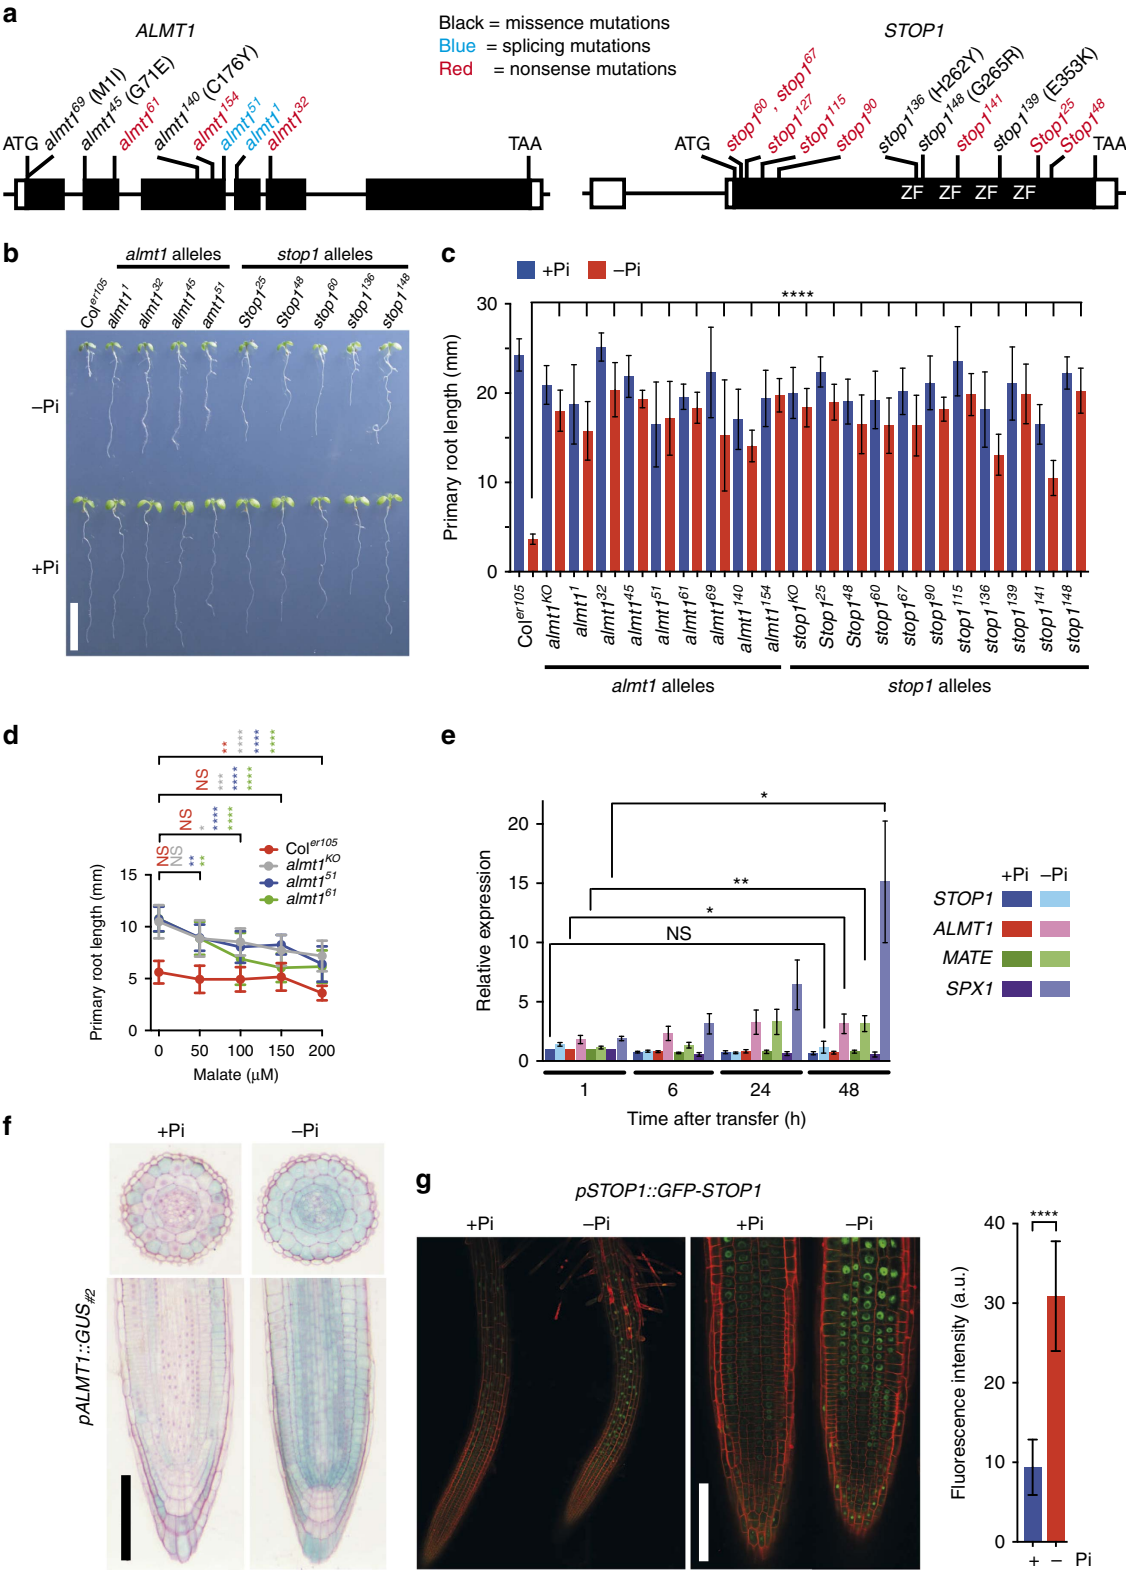 a
ALMT1
Black = missence mutations
Blue = splicing mutations
Red = nonsense mutations
STOP1
ATG
almt1^69 (M1I)
almt1^45 (G71E)
almt1^61
almt1^140 (C176Y)
almt1^154
almt1^51
almt1^1
almt1^32
TAA
ATG
stop1^60, stop1^67
stop1^127
stop1^115
stop1^90
stop1^136 (H262Y)
stop1^148 (G265R)
stop1^141
stop1^139 (E353K)
Stop1^25
Stop1^48
TAA
ZF ZF ZF ZF
b
almt1 alleles
stop1 alleles
Col^er105
almt1^1
almt1^32
almt1^45
amt1^51
Stop1^25
Stop1^48
stop1^60
stop1^136
stop1^148
–Pi
+Pi
c
+Pi –Pi
****
Primary root length (mm)
30
20
10
0
Col^er105
almt1^KO
almt1^1
almt1^32
almt1^45
almt1^51
almt1^61
almt1^69
almt1^140
almt1^154
stop1^KO
Stop1^25
Stop1^48
stop1^60
stop1^67
stop1^90
stop1^115
stop1^136
stop1^139
stop1^141
stop1^148
almt1 alleles
stop1 alleles
d
** **** **** ****
NS *** **** ****
NS * **** ****
NS NS ** **
Col^er105
almt1^KO
almt1^51
almt1^61
Primary root length (mm)
15
10
5
0
0 50 100 150 200
Malate (µM)
e
*
**
*
NS
Relative expression
20
15
10
5
0
1 6 24 48
Time after transfer (h)
+Pi –Pi
STOP1
ALMT1
MATE
SPX1
f
+Pi –Pi
pALMT1::GUS#2
g
pSTOP1::GFP-STOP1
+Pi –Pi +Pi –Pi
****
Fluorescence intensity (a.u.)
40
30
20
10
0
+ – Pi